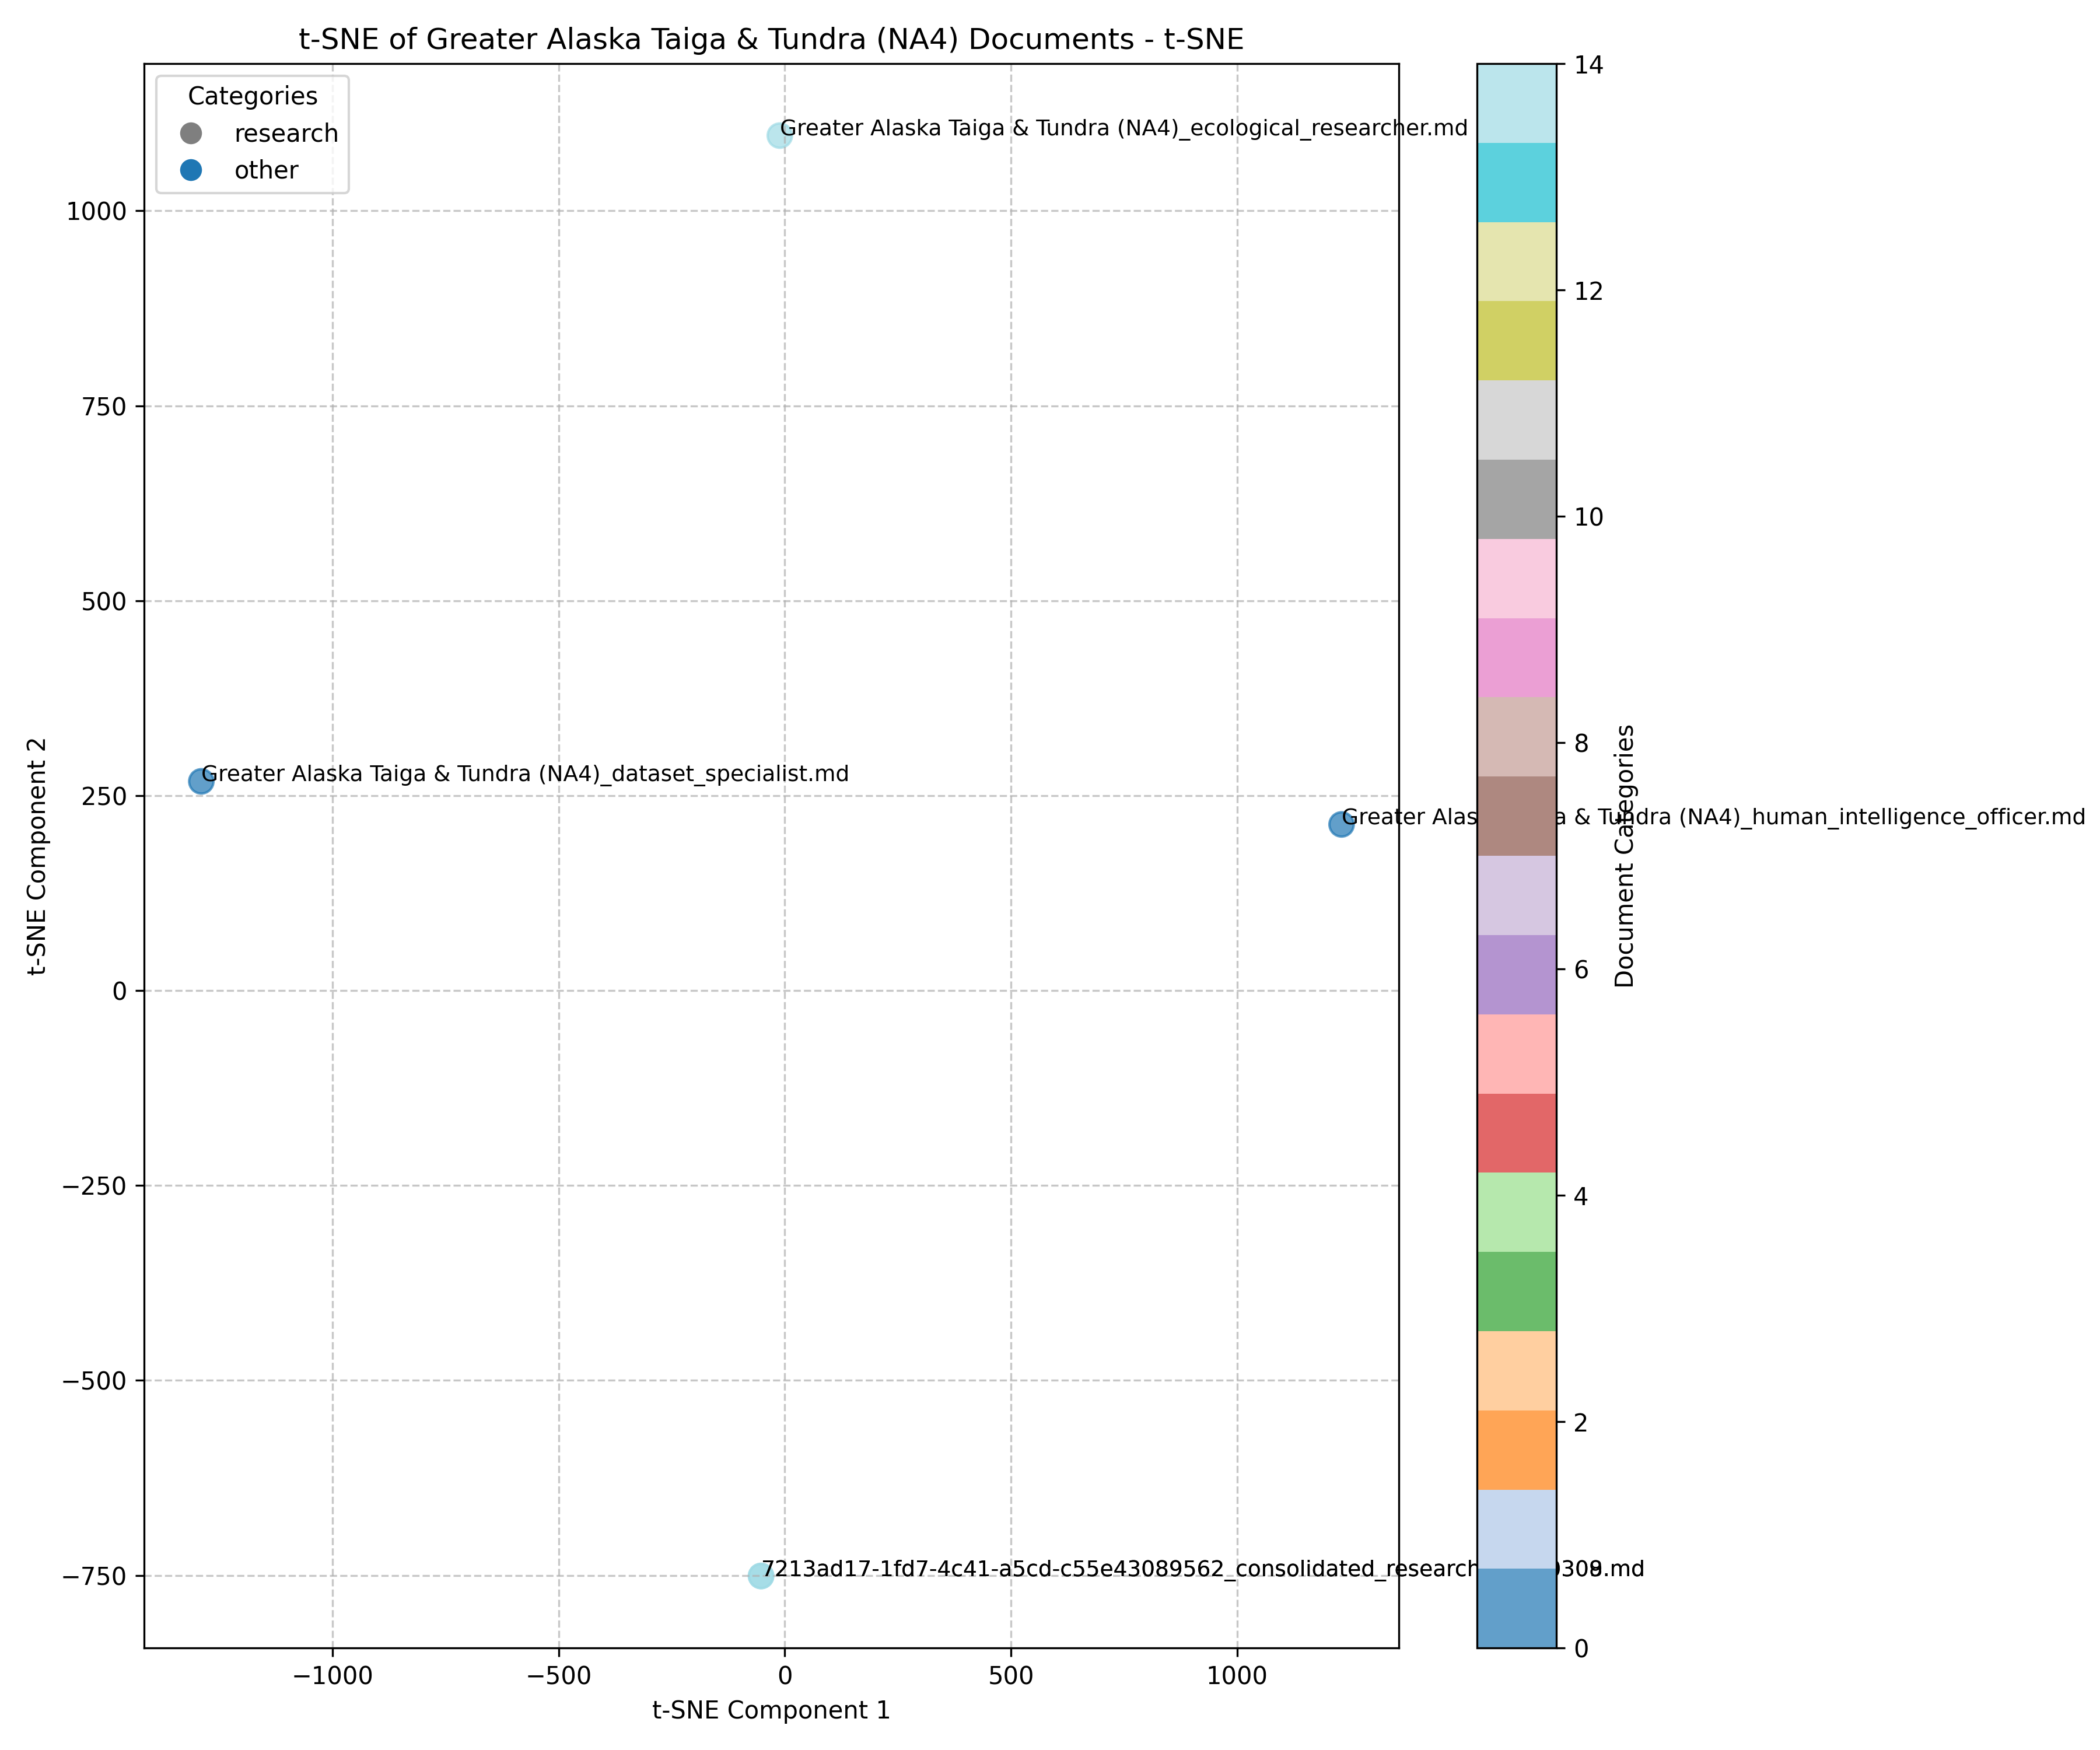 t-SNE of Greater Alaska Taiga & Tundra (NA4) Documents - t-SNE
Categories
research
other
Greater Alaska Taiga & Tundra (NA4)_ecological_researcher.md
Greater Alaska Taiga & Tundra (NA4)_dataset_specialist.md
Greater Alas a & Tundra (NA4)_human_intelligence_officer.md
7213ad17-1fd7-4c41-a5cd-c55e43089562_consolidated_research
1000
750
500
250
0
−250
−500
−750
t-SNE Component 2
−1000
−500
0
500
1000
t-SNE Component 1
14
12
10
8
6
4
2
0
Document Categories